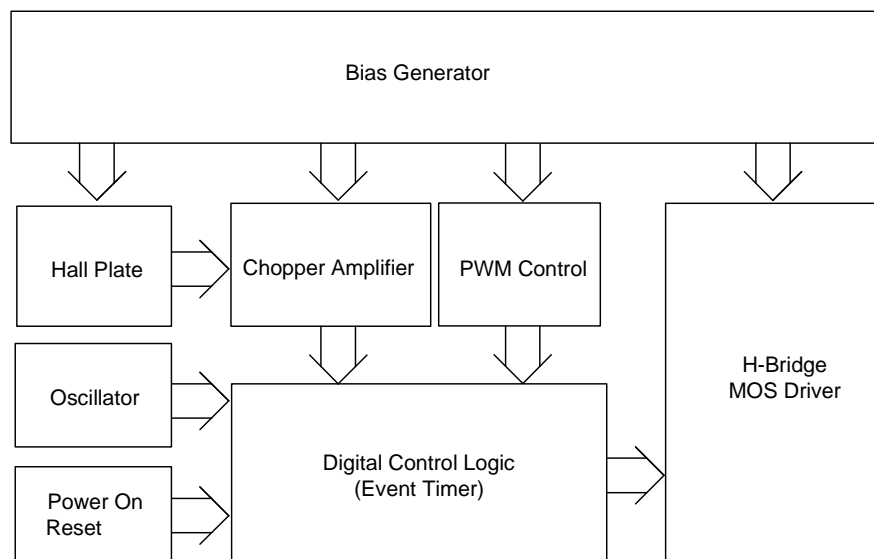 Bias Generator
Hall Plate
Chopper Amplifier
PWM Control
Oscillator
H-Bridge
MOS Driver
Digital Control Logic
(Event Timer)
Power On
Reset